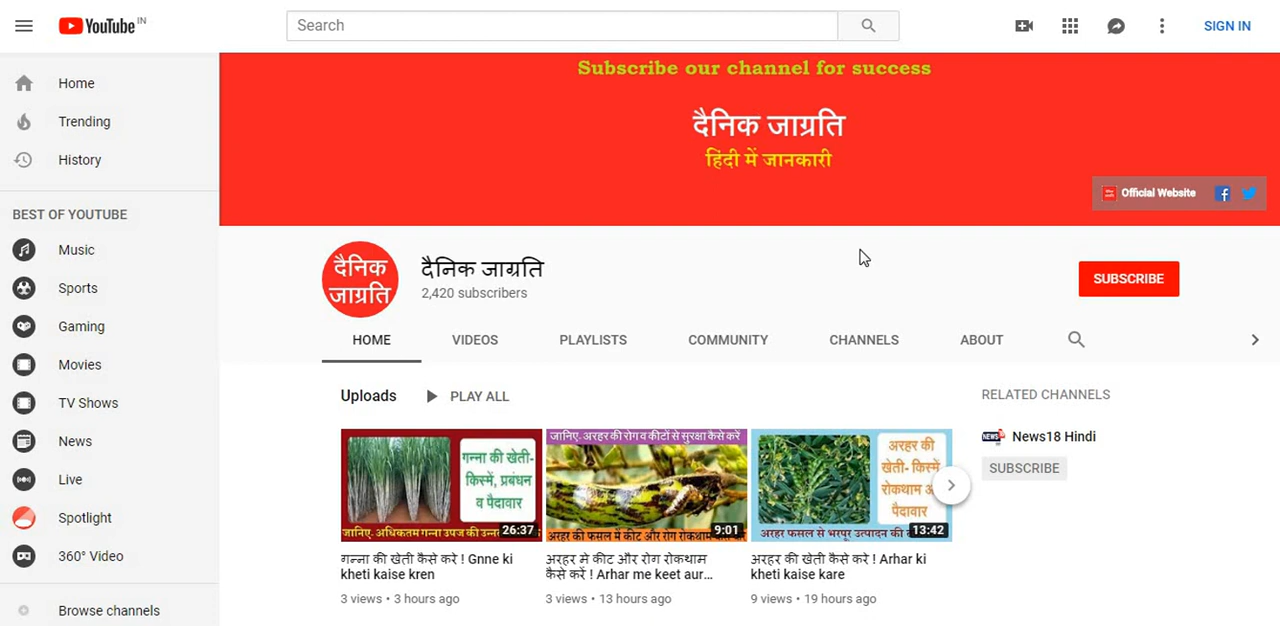 YouTube IN
Search
SIGN IN
Home
Trending
History
BEST OF YOUTUBE
Music
Sports
Gaming
Movies
TV Shows
News
Live
Spotlight
360° Video
Browse channels
Subscribe our channel for success
दैनिक जाग्रति
हिंदी में जानकारी
Official Website
दैनिक
जाग्रति
दैनिक जाग्रति
2,420 subscribers
SUBSCRIBE
HOME VIDEOS PLAYLISTS COMMUNITY CHANNELS ABOUT
Uploads PLAY ALL
गन्ना की खेती-
किस्में, प्रबंधन
व पैदावार
जानिए- अधिकतम गन्ना उपज की
26:37
गन्ना की खेती कैसे करे ! Gnne ki
kheti kaise kren
3 views • 3 hours ago
जानिए- अरहर की रोग व कीटों से सुरक्षा कैसे करें
अरहर की फसल में कीट और रोग रोकथाम
9:01
अरहर मे कीट और रोग रोकथाम
कैसे करें ! Arhar me keet aur...
3 views • 13 hours ago
अरहर की
खेती- किस्में
रोकथाम
पैदावार
अरहर फसल से भरपूर उत्पादन की
13:42
अरहर की खेती कैसे करे ! Arhar ki
kheti kaise kare
9 views • 19 hours ago
RELATED CHANNELS
NEWS
News18 Hindi
SUBSCRIBE